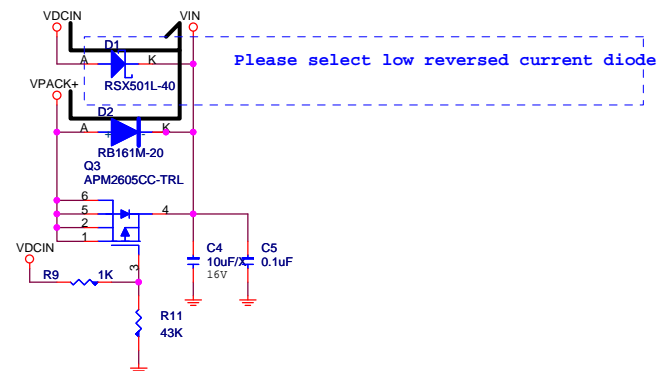 VDCIN
VIN
D1
Please select low reversed current diode
A
K
RSX501L-40
VPACK+
D2
A
K
+
-
RB161M-20
Q3
APM2605CC-TRL
6
5
4
2
1
VDCIN
3
C4
10uF/X
16V
C5
0.1uF
R9
1K
R11
43K